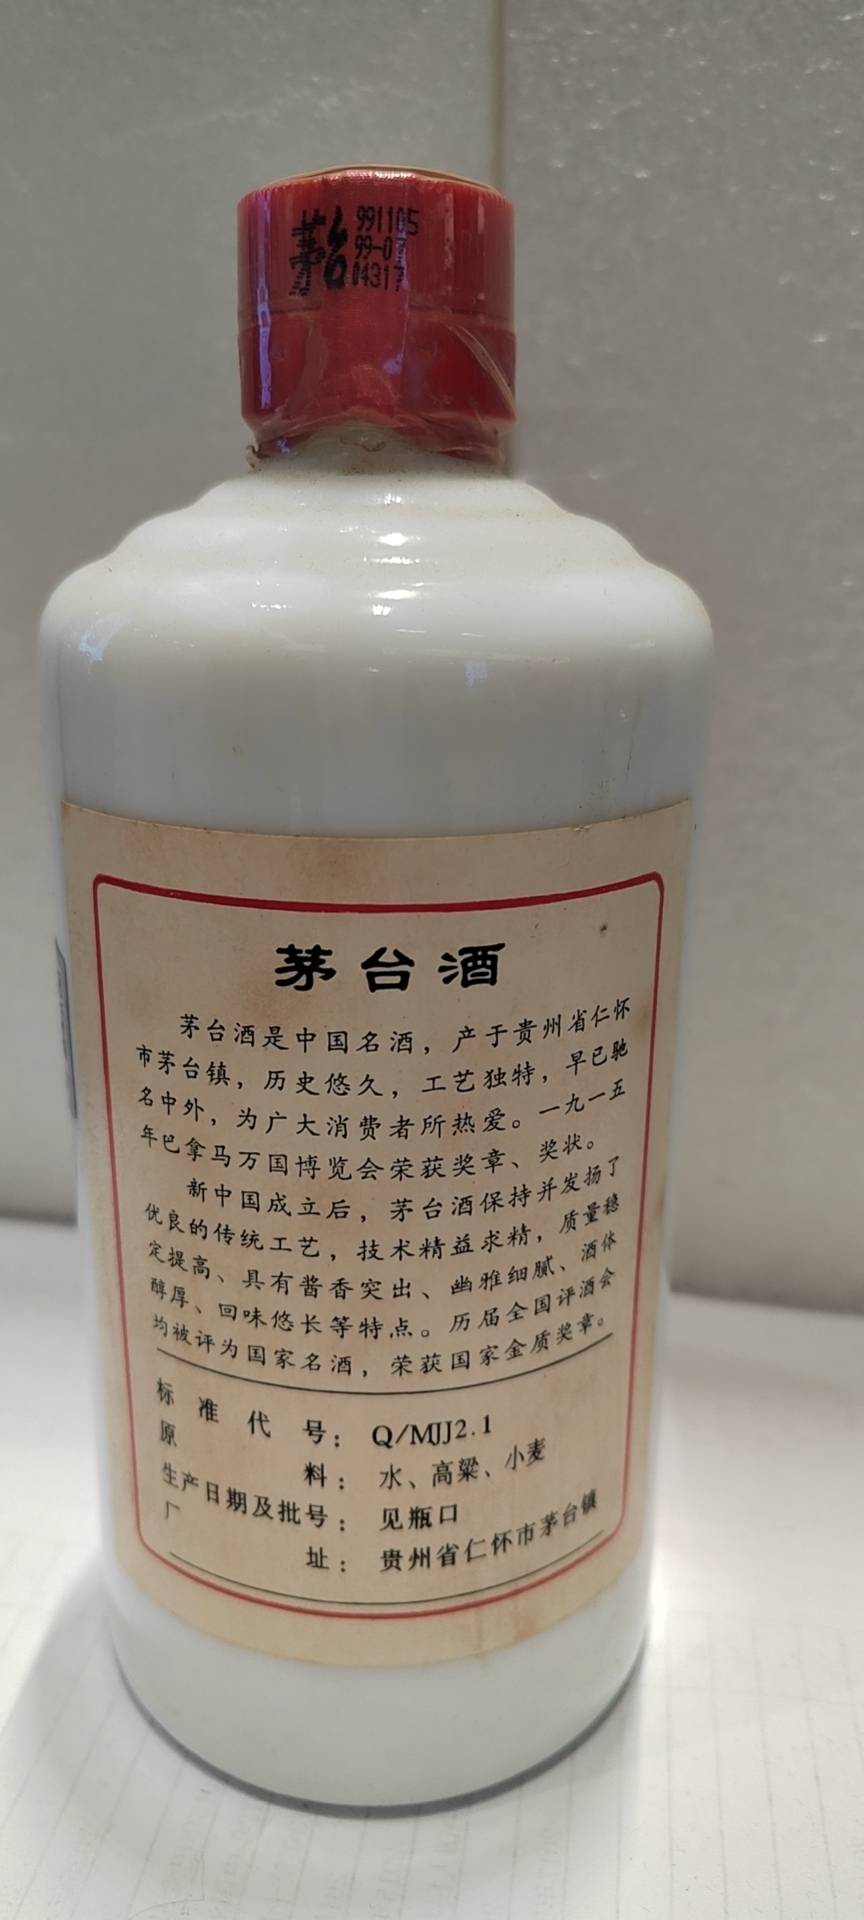 茅台
991105
99-07
04317
茅台酒
茅台酒是中国名酒，产于贵州省仁怀
市茅台镇，历史悠久，工艺独特，早已驰
名中外，为广大消费者所热爱。一九一五
年巴拿马万国博览会荣获奖章、奖状。
新中国成立后，茅台酒保持并发扬了
优良的传统工艺，技术精益求精，质量稳
定提高、具有酱香突出、幽雅细腻、酒体
醇厚、回味悠长等特点。历届全国评酒会
均被评为国家名酒，荣获国家金质奖章。
标准代号：Q/MJJ2.1
原料：水、高粱、小麦
生产日期及批号：见瓶口
厂址：贵州省仁怀市茅台镇